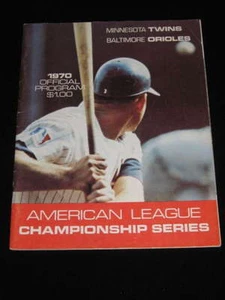 MINNESOTA TWINS
BALTIMORE ORIOLES
1970
OFFICIAL
PROGRAM
$1.00
AMERICAN LEAGUE
CHAMPIONSHIP SERIES